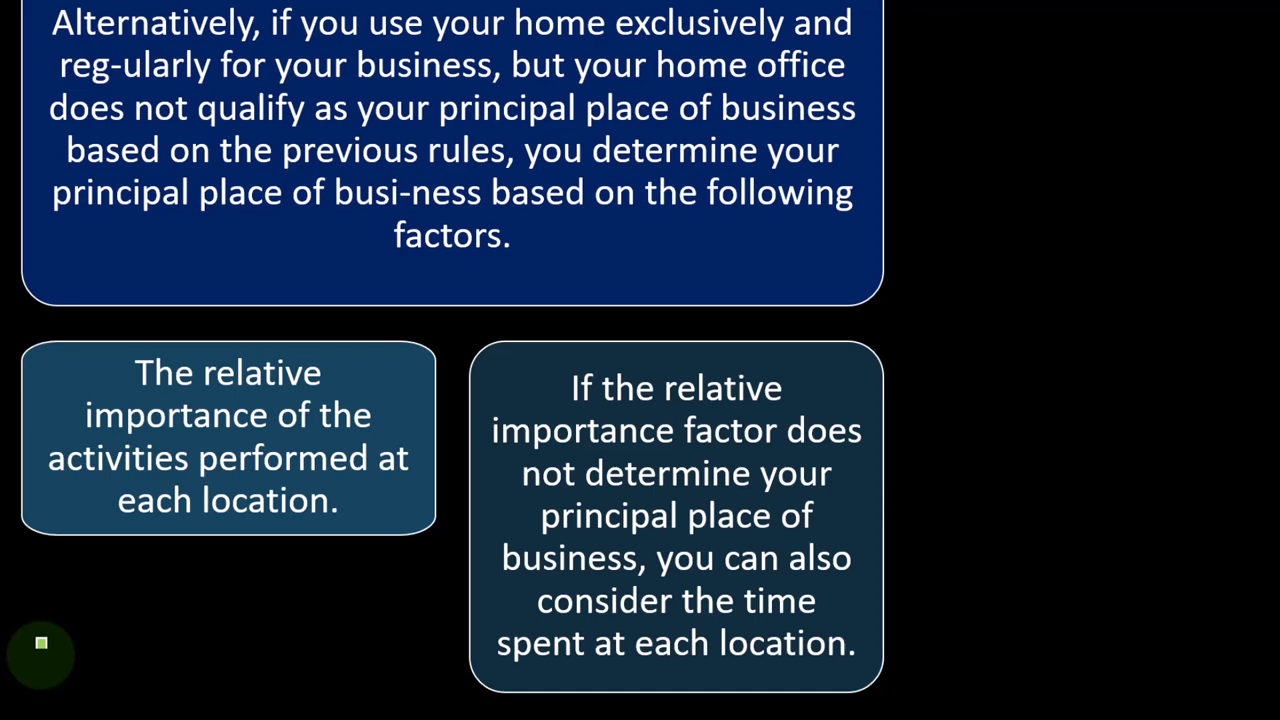 Alternatively, if you use your home exclusively and
reg-ularly for your business, but your home office
does not qualify as your principal place of business
based on the previous rules, you determine your
principal place of busi-ness based on the following
factors.
The relative
importance of the
activities performed at
each location.
If the relative
importance factor does
not determine your
principal place of
business, you can also
consider the time
spent at each location.